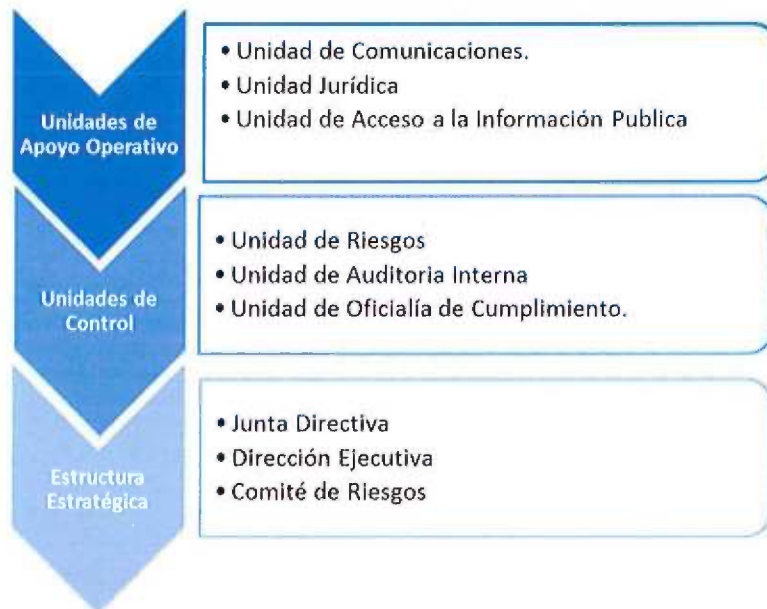 Unidades de
Apoyo Operativo
• Unidad de Comunicaciones.
• Unidad Jurídica
• Unidad de Acceso a la Información Publica
Unidades de
Control
• Unidad de Riesgos
• Unidad de Auditoria Interna
• Unidad de Oficialía de Cumplimiento.
Estructura
Estratégica
• Junta Directiva
• Dirección Ejecutiva
• Comité de Riesgos